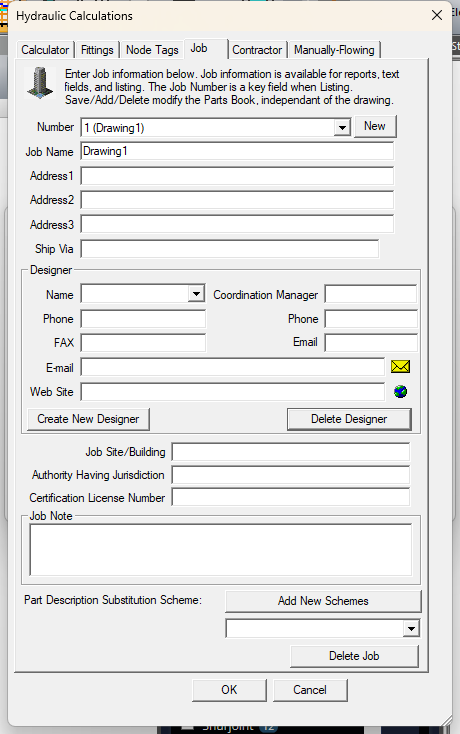 Hydraulic Calculations
Calculator Fittings Node Tags Job Contractor Manually-Flowing
Enter Job information below. Job information is available for reports, text
fields, and listing. The Job Number is a key field when Listing.
Save/Add/Delete modify the Parts Book, independant of the drawing.
Number 1 (Drawing1) New
Job Name Drawing1
Address1
Address2
Address3
Ship Via
Designer
Name Coordination Manager
Phone Phone
FAX Email
E-mail
Web Site
Create New Designer Delete Designer
Job Site/Building
Authority Having Jurisdiction
Certification License Number
Job Note
Part Description Substitution Scheme: Add New Schemes
Delete Job
OK Cancel
12